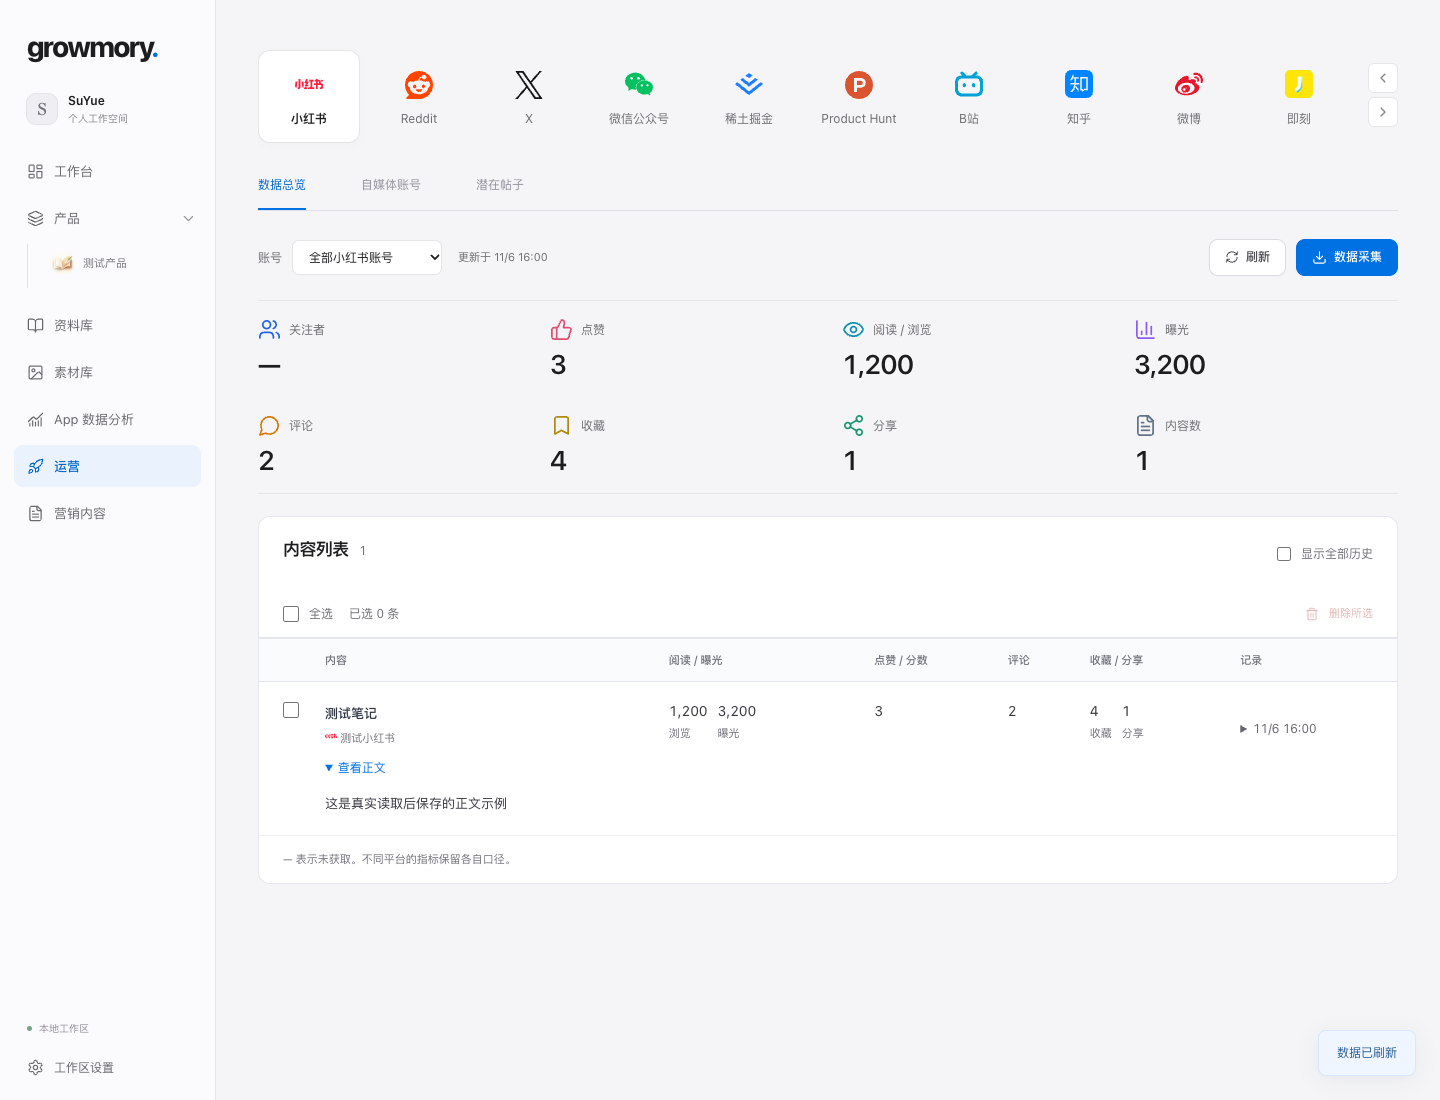 growmory.
S
SuYue
个人工作空间
工作台
产品
测试产品
资料库
素材库
App 数据分析
运营
营销内容
本地工作区
工作区设置
小红书
小红书
Reddit
X
微信公众号
稀土掘金
P
Product Hunt
B站
知
知乎
微博
即刻
数据总览
自媒体账号
潜在帖子
账号
全部小红书账号
更新于 11/6 16:00
刷新
数据采集
关注者
—
点赞
3
阅读 / 浏览
1,200
曝光
3,200
评论
2
收藏
4
分享
1
内容数
1
内容列表 1
显示全部历史
全选 已选 0 条
删除所选
内容 阅读 / 曝光 点赞 / 分数 评论 收藏 / 分享 记录
测试笔记
测试小红书
▼ 查看正文
这是真实读取后保存的正文示例
1,200 3,200
浏览 曝光
3
2
4 1
收藏 分享
▶ 11/6 16:00
— 表示未获取。不同平台的指标保留各自口径。
数据已刷新